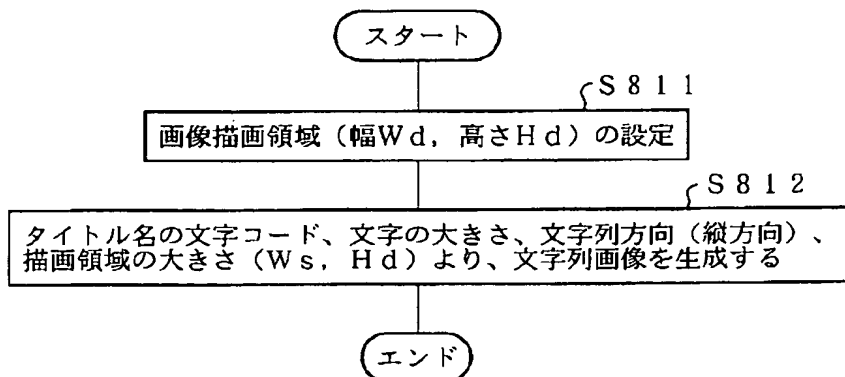 スタート
S811
画像描画領域（幅Wd，高さHd）の設定
S812
タイトル名の文字コード、文字の大きさ、文字列方向（縦方向）、
描画領域の大きさ（Ws，Hd）より、文字列画像を生成する
エンド